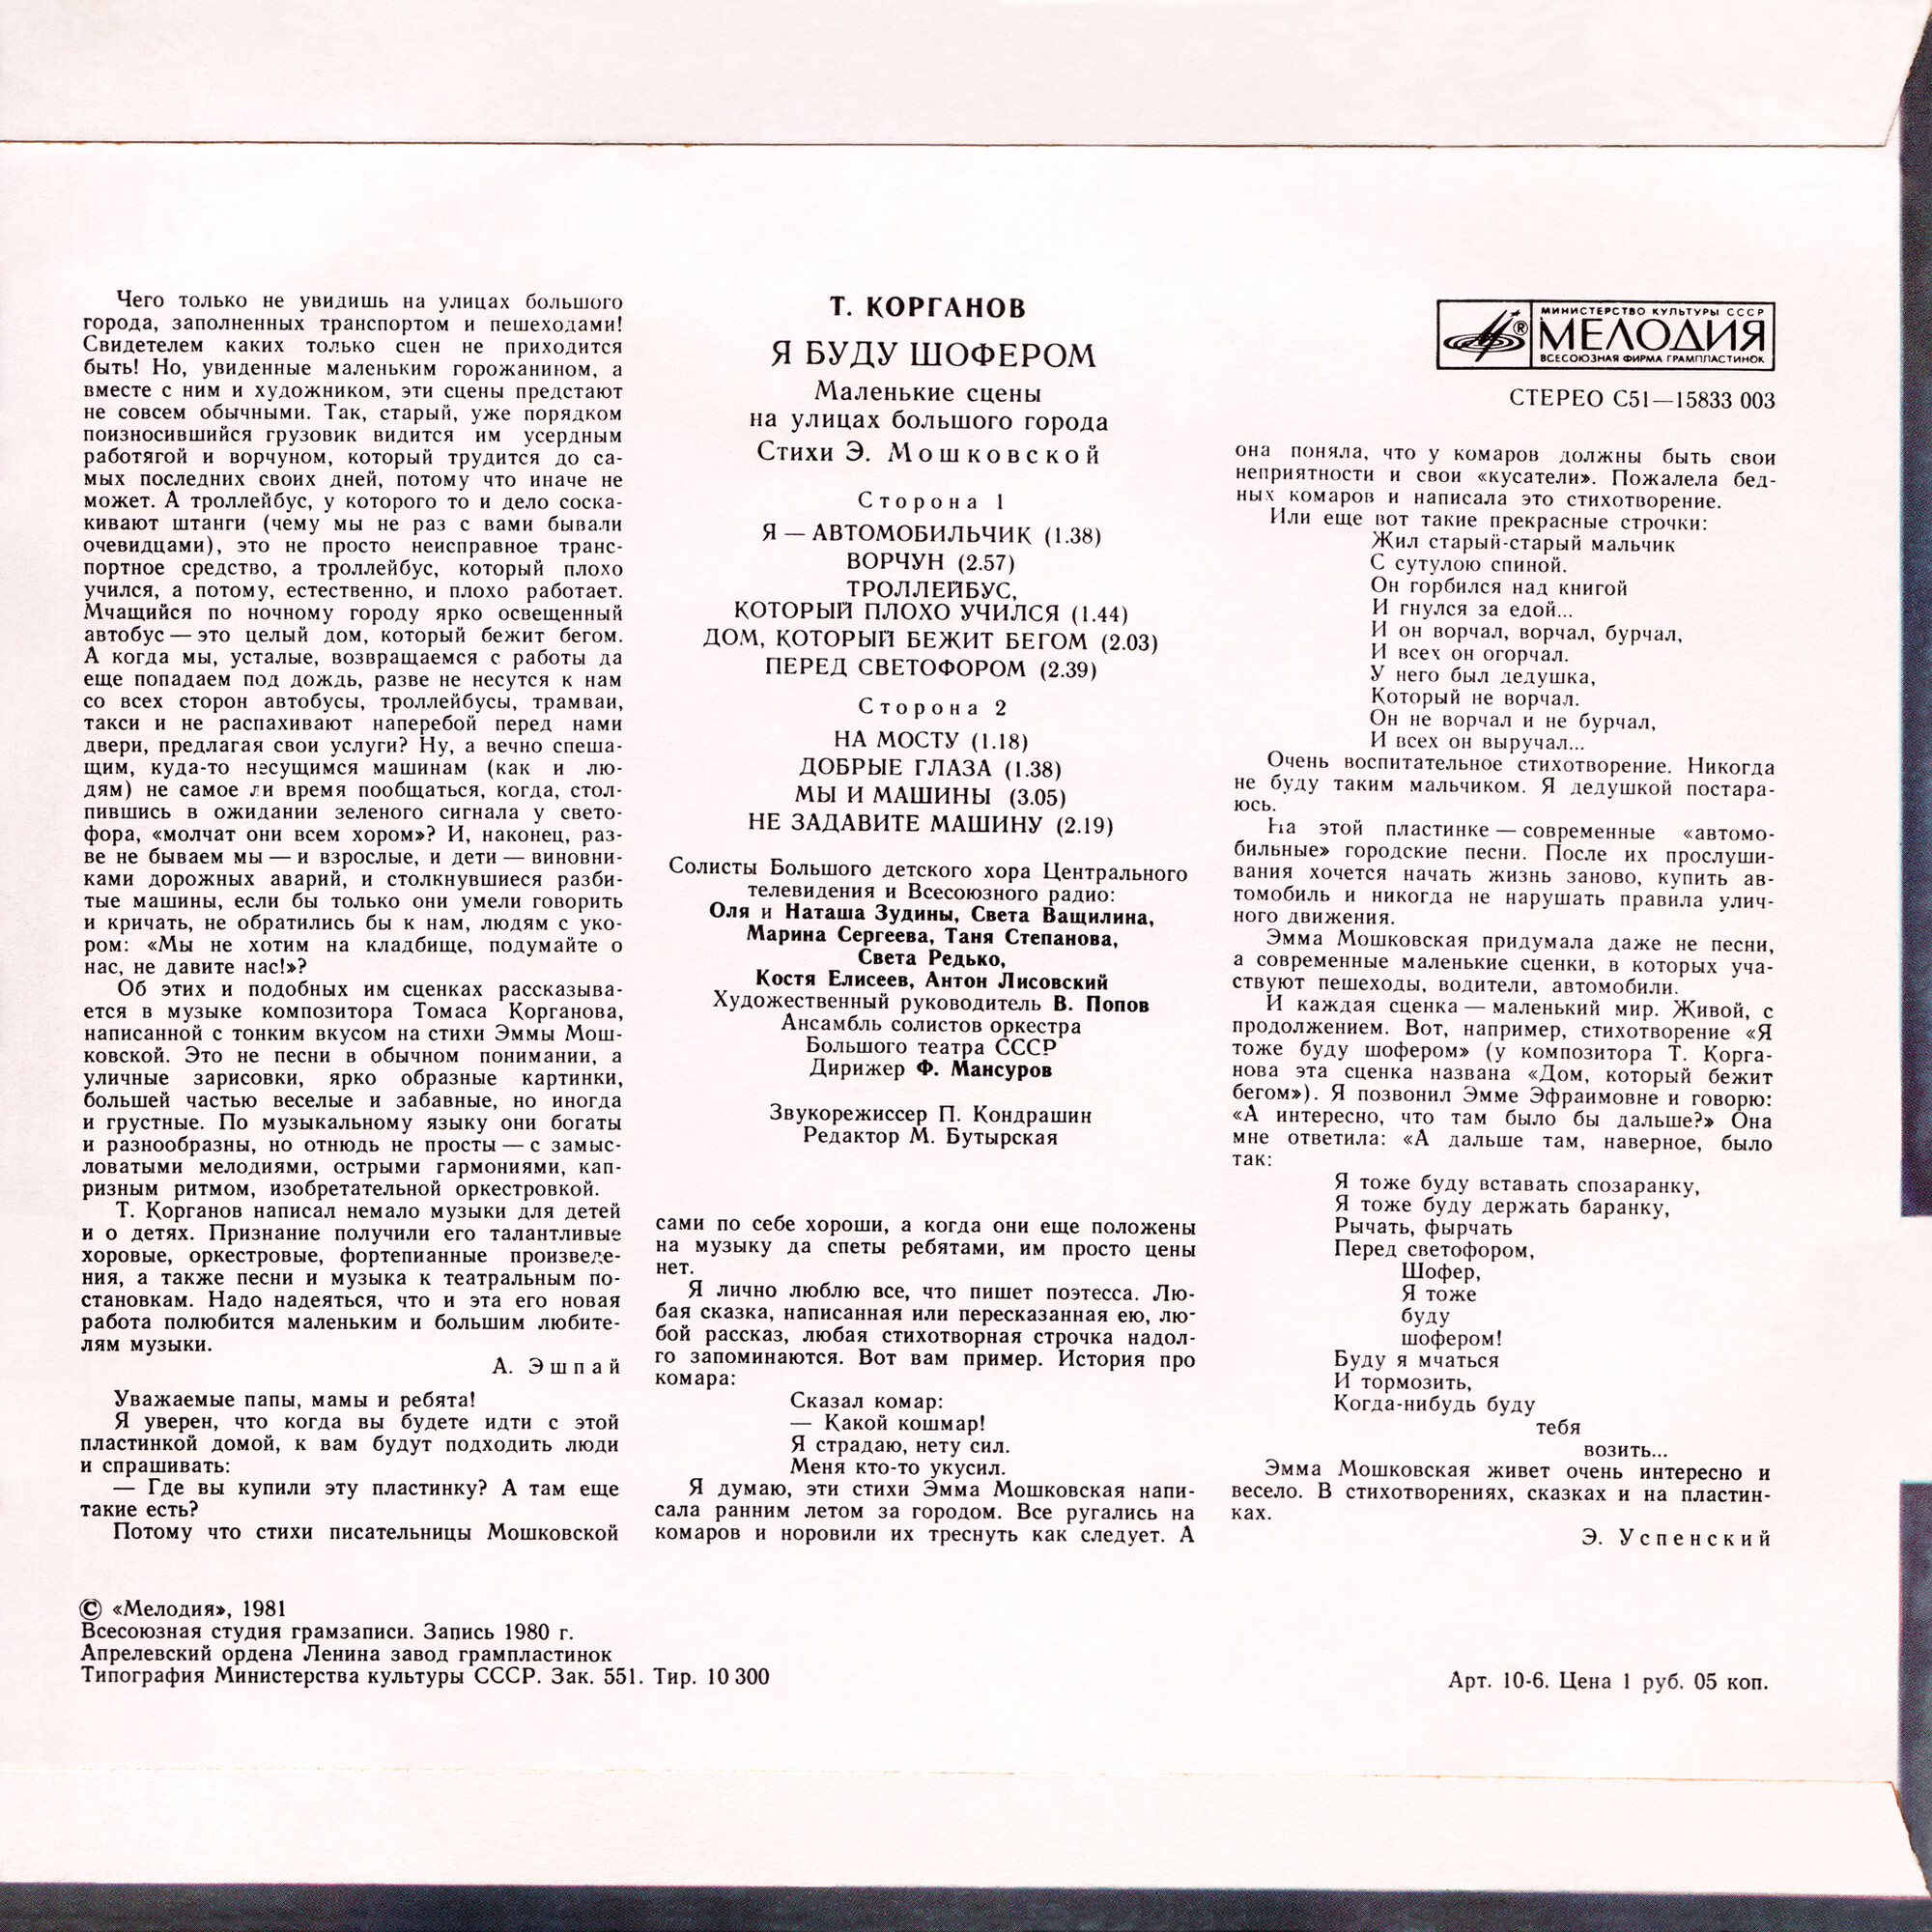 Чего только не увидишь на улицах большого
города, заполненных транспортом и пешеходами!
Свидетелем каких только сцен не приходится
быть! Но, увиденные маленьким горожанином, а
вместе с ним и художником, эти сцены предстают
не совсем обычными. Так, старый, уже порядком
поизносившийся грузовик видится им усердным
работягой и ворчуном, который трудится до са-
мых последних своих дней, потому что иначе не
может. А троллейбус, у которого то и дело соска-
кивают штанги (чему мы не раз с вами бывали
очевидцами), это не просто неисправное транс-
портное средство, а троллейбус, который плохо
учился, а потому, естественно, и плохо работает.
Мчащийся по ночному городу ярко освещенный
автобус — это целый дом, который бежит бегом.
А когда мы, усталые, возвращаемся с работы да
еще попадаем под дождь, разве не несутся к нам
со всех сторон автобусы, троллейбусы, трамваи,
такси и не распахивают наперебой перед нами
двери, предлагая свои услуги? Ну, а вечно спеша-
щим, куда-то несущимся машинам (как и лю-
дям) не самое ли время пообщаться, когда, стол-
пившись в ожидании зеленого сигнала у свето-
фора, «молчат они всем хором»? И, наконец, раз-
ве не бываем мы — и взрослые, и дети — виновни-
ками дорожных аварий, и столкнувшиеся разби-
тые машины, если бы только они умели говорить
и кричать, не обратились бы к нам, людям с уко-
ром: «Мы не хотим на кладбище, подумайте о
нас, не давите нас!»?
Об этих и подобных им сценках рассказыва-
ется в музыке композитора Томаса Корганова,
написанной с тонким вкусом на стихи Эммы Мош-
ковской. Это не песни в обычном понимании, а
уличные зарисовки, ярко образные картинки,
большей частью веселые и забавные, но иногда
и грустные. По музыкальному языку они богаты
и разнообразны, но отнюдь не просты — с замыс-
ловатыми мелодиями, острыми гармониями, кап-
ризным ритмом, изобретательной оркестровкой.
Т. Корганов написал немало музыки для детей
и о детях. Признание получили его талантливые
хоровые, оркестровые, фортепианные произведе-
ния, а также песни и музыка к театральным по-
становкам. Надо надеяться, что и эта его новая
работа полюбится маленьким и большим любите-
лям музыки.
А. Эшпай
Уважаемые папы, мамы и ребята!
Я уверен, что когда вы будете идти с этой
пластинкой домой, к вам будут подходить люди
и спрашивать:
— Где вы купили эту пластинку? А там еще
такие есть?
Потому что стихи писательницы Мошковской
Т. КОРГАНОВ
Я БУДУ ШОФЕРОМ
Маленькие сцены
на улицах большого города
Стихи Э. Мошковской
Сторона 1
Я — АВТОМОБИЛЬЧИК (1.38)
ВОРЧУН (2.57)
ТРОЛЛЕЙБУС,
КОТОРЫЙ ПЛОХО УЧИЛСЯ (1.44)
ДОМ, КОТОРЫЙ БЕЖИТ БЕГОМ (2.03)
ПЕРЕД СВЕТОФОРОМ (2.39)
Сторона 2
НА МОСТУ (1.18)
ДОБРЫЕ ГЛАЗА (1.38)
МЫ И МАШИНЫ (3.05)
НЕ ЗАДАВИТЕ МАШИНУ (2.19)
Солисты Большого детского хора Центрального
телевидения и Всесоюзного радио:
Оля и Наташа Зудины, Света Ващилина,
Марина Сергеева, Таня Степанова,
Света Редько,
Костя Елисеев, Антон Лисовский
Художественный руководитель В. Попов
Ансамбль солистов оркестра
Большого театра СССР
Дирижер Ф. Мансуров
Звукорежиссер П. Кондрашин
Редактор М. Бутырская
сами по себе хороши, а когда они еще положены
на музыку да спеты ребятами, им просто цены
нет.
Я лично люблю все, что пишет поэтесса. Лю-
бая сказка, написанная или пересказанная ею, лю-
бой рассказ, любая стихотворная строчка надол-
го запоминаются. Вот вам пример. История про
комара:
Сказал комар:
— Какой кошмар!
Я страдаю, нету сил.
Меня кто-то укусил.
Я думаю, эти стихи Эмма Мошковская напи-
сала ранним летом за городом. Все ругались на
комаров и норовили их треснуть как следует. А
МИНИСТЕРСТВО КУЛЬТУРЫ СССР
® МЕЛОДИЯ
ВСЕСОЮЗНАЯ ФИРМА ГРАМПЛАСТИНОК
СТЕРЕО С51—15833 003
она поняла, что у комаров должны быть свои
неприятности и свои «кусатели». Пожалела бед-
ных комаров и написала это стихотворение.
Или еще вот такие прекрасные строчки:
Жил старый-старый мальчик
С сутулою спиной.
Он горбился над книгой
И гнулся за едой...
И он ворчал, ворчал, бурчал,
И всех он огорчал.
У него был дедушка,
Который не ворчал.
Он не ворчал и не бурчал,
И всех он выручал...
Очень воспитательное стихотворение. Никогда
не буду таким мальчиком. Я дедушкой постара-
юсь.
На этой пластинке — современные «автомо-
бильные» городские песни. После их прослуши-
вания хочется начать жизнь заново, купить ав-
томобиль и никогда не нарушать правила улич-
ного движения.
Эмма Мошковская придумала даже не песни,
а современные маленькие сценки, в которых уча-
ствуют пешеходы, водители, автомобили.
И каждая сценка — маленький мир. Живой, с
продолжением. Вот, например, стихотворение «Я
тоже буду шофером» (у композитора Т. Корга-
нова эта сценка названа «Дом, который бежит
бегом»). Я позвонил Эмме Эфраимовне и говорю:
«А интересно, что там было бы дальше?» Она
мне ответила: «А дальше там, наверное, было
так:
Я тоже буду вставать спозаранку,
Я тоже буду держать баранку,
Рычать, фырчать
Перед светофором,
Шофер,
Я тоже
буду
шофером!
Буду я мчаться
И тормозить,
Когда-нибудь буду
тебя
возить...
Эмма Мошковская живет очень интересно и
весело. В стихотворениях, сказках и на пластин-
ках.
Э. Успенский
© «Мелодия», 1981
Всесоюзная студия грамзаписи. Запись 1980 г.
Апрелевский ордена Ленина завод грампластинок
Типография Министерства культуры СССР. Зак. 551. Тир. 10 300
Арт. 10-6. Цена 1 руб. 05 коп.